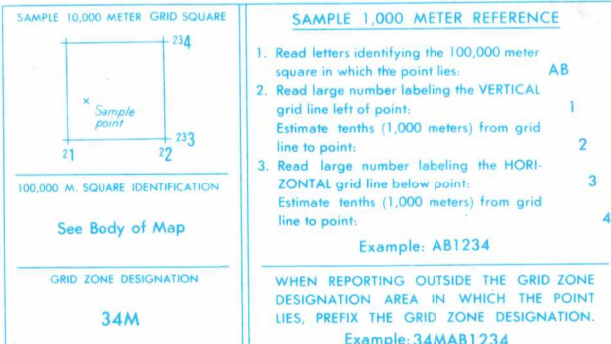 SAMPLE 10,000 METER GRID SQUARE
234
× Sample
point
233
21
22
100,000 M. SQUARE IDENTIFICATION
See Body of Map
GRID ZONE DESIGNATION
34M
SAMPLE 1,000 METER REFERENCE
1. Read letters identifying the 100,000 meter
square in which the point lies: AB
2. Read large number labeling the VERTICAL
grid line left of point: 1
Estimate tenths (1,000 meters) from grid
line to point: 2
3. Read large number labeling the HORI-
ZONTAL grid line below point: 3
Estimate tenths (1,000 meters) from grid
line to point: 4
Example: AB1234
WHEN REPORTING OUTSIDE THE GRID ZONE
DESIGNATION AREA IN WHICH THE POINT
LIES, PREFIX THE GRID ZONE DESIGNATION.
Example: 34MAB1234